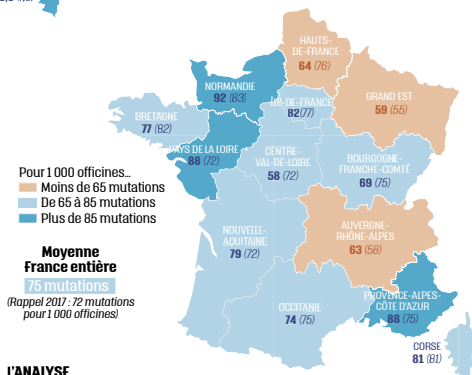 HAUTS-
DE-FRANCE
64 (76)
NORMANDIE
92 (83)
ÎLE-DE-FRANCE
82 (77)
GRAND EST
59 (55)
BRETAGNE
77 (82)
PAYS DE LA LOIRE
88 (72)
CENTRE-
VAL-DE-LOIRE
58 (72)
BOURGOGNE-
FRANCHE-COMTÉ
69 (75)
Pour 1 000 officines...
Moins de 65 mutations
De 65 à 85 mutations
Plus de 85 mutations
Moyenne
France entière
75 mutations
(Rappel 2017 : 72 mutations
pour 1 000 officines)
NOUVELLE-
AQUITAINE
79 (72)
AUVERGNE-
RHÔNE-ALPES
63 (58)
OCCITANIE
74 (75)
PROVENCE-ALPES-
CÔTE D'AZUR
88 (75)
CORSE
81 (81)
L'ANALYSE